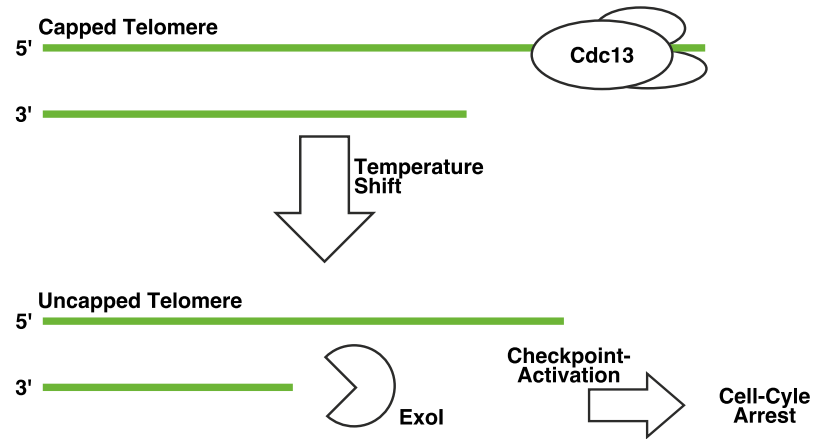 Capped Telomere
5'
Cdc13
3'
Temperature
Shift
Uncapped Telomere
5'
3'
ExoI
Checkpoint-
Activation
Cell-Cyle
Arrest